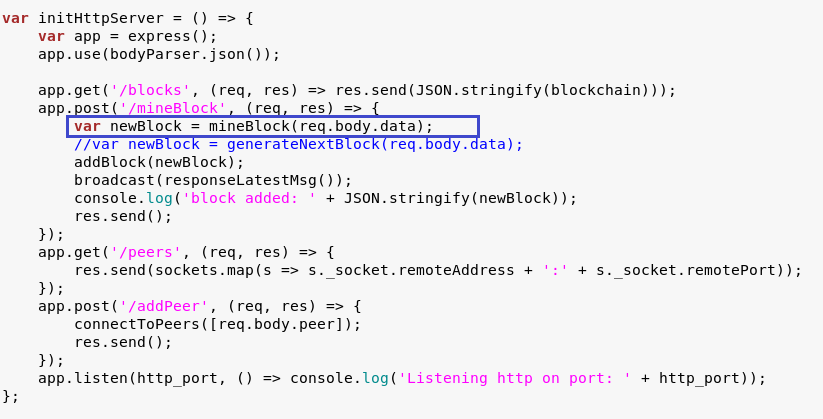 var initHttpServer = () => {
    var app = express();
    app.use(bodyParser.json());

    app.get('/blocks', (req, res) => res.send(JSON.stringify(blockchain)));
    app.post('/mineBlock', (req, res) => {
        var newBlock = mineBlock(req.body.data);
        //var newBlock = generateNextBlock(req.body.data);
        addBlock(newBlock);
        broadcast(responseLatestMsg());
        console.log('block added: ' + JSON.stringify(newBlock));
        res.send();
    });
    app.get('/peers', (req, res) => {
        res.send(sockets.map(s => s._socket.remoteAddress + ':' + s._socket.remotePort));
    });
    app.post('/addPeer', (req, res) => {
        connectToPeers([req.body.peer]);
        res.send();
    });
    app.listen(http_port, () => console.log('Listening http on port: ' + http_port));
};